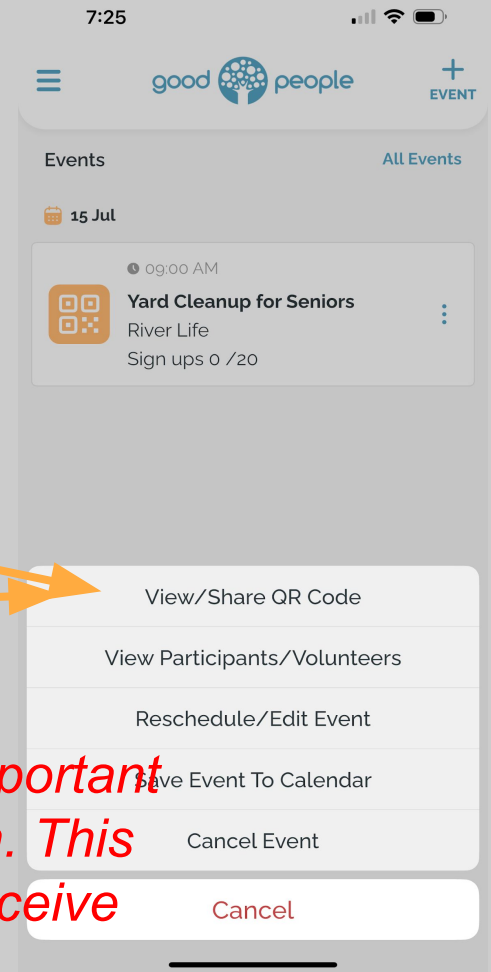 7:25
good people
EVENT
Events
All Events
15 Jul
09:00 AM
Yard Cleanup for Seniors
River Life
Sign ups 0 /20
View/Share QR Code
View Participants/Volunteers
Reschedule/Edit Event
Save Event To Calendar
Cancel Event
This
Cancel